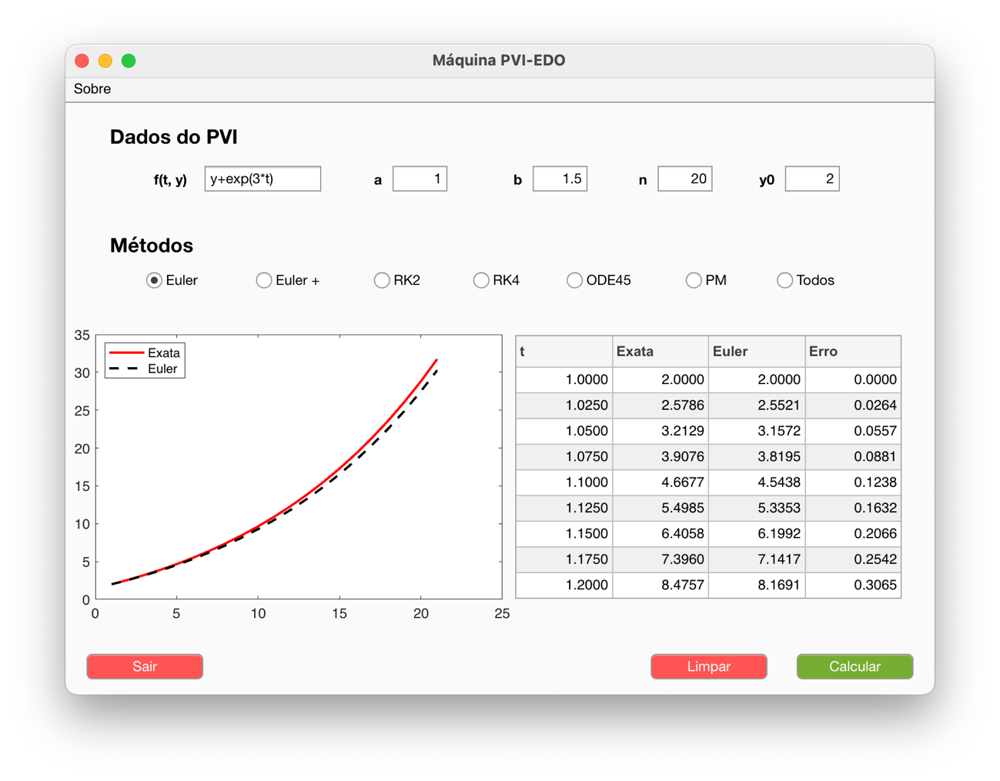 Máquina PVI-EDO
Sobre
Dados do PVI
f(t, y) y+exp(3*t) a 1 b 1.5 n 20 y0 2
Métodos
Euler Euler + RK2 RK4 ODE45 PM Todos
35
30
25
20
15
10
5
0
0 5 10 15 20 25
Exata
Euler
t Exata Euler Erro
1.0000 2.0000 2.0000 0.0000
1.0250 2.5786 2.5521 0.0264
1.0500 3.2129 3.1572 0.0557
1.0750 3.9076 3.8195 0.0881
1.1000 4.6677 4.5438 0.1238
1.1250 5.4985 5.3353 0.1632
1.1500 6.4058 6.1992 0.2066
1.1750 7.3960 7.1417 0.2542
1.2000 8.4757 8.1691 0.3065
Sair Limpar Calcular